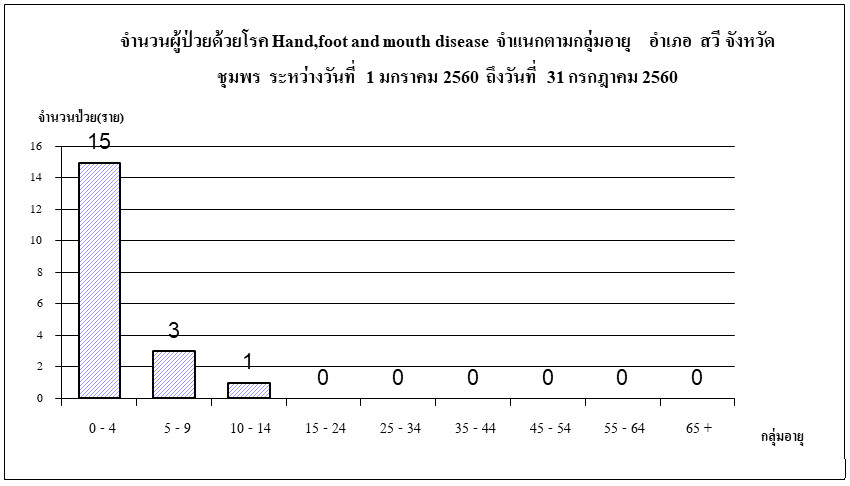 จำนวนผู้ป่วยด้วยโรค Hand,foot and mouth disease จำแนกตามกลุ่มอายุ อำเภอ สวี จังหวัด
ชุมพร ระหว่างวันที่ 1 มกราคม 2560 ถึงวันที่ 31 กรกฎาคม 2560
จำนวนป่วย(ราย)
16
15
14
12
10
8
6
4
3
2
1
0 0 0 0 0 0
0
0 - 4 5 - 9 10 - 14 15 - 24 25 - 34 35 - 44 45 - 54 55 - 64 65 +
กลุ่มอายุ